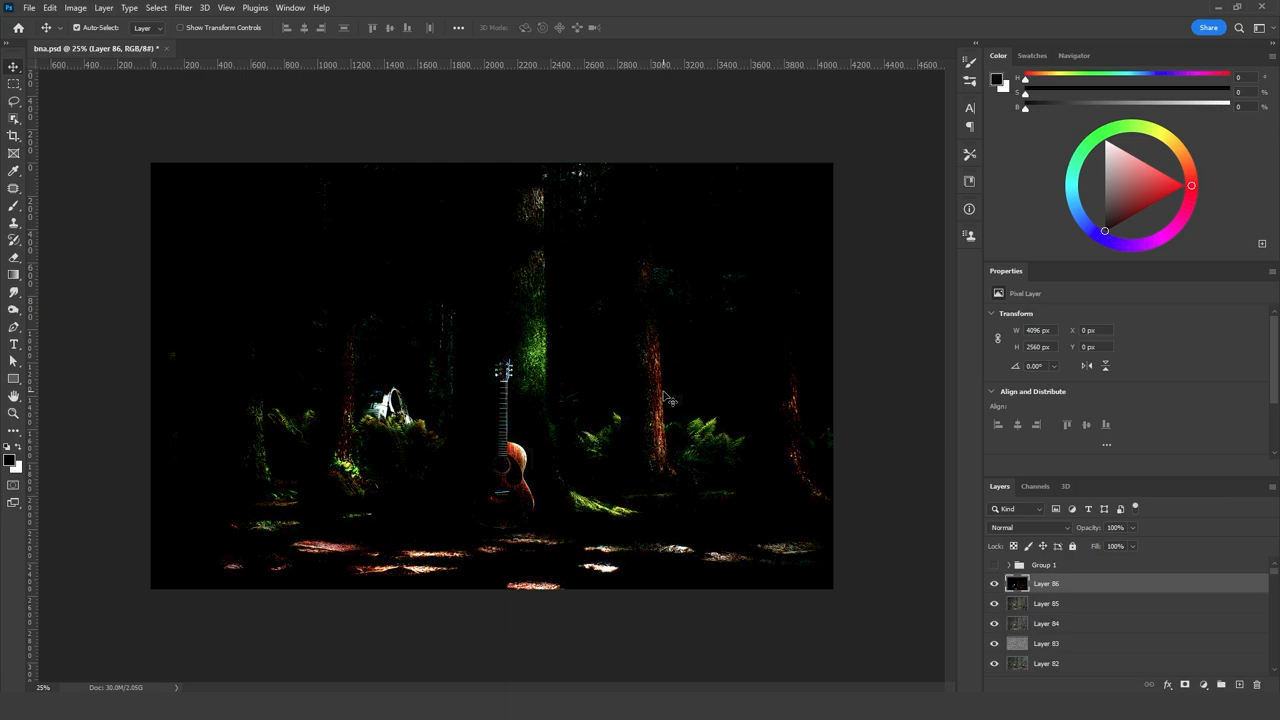 Ps File Edit Image Layer Type Select Filter 3D View Plugins Window Help
Auto-Select: Layer Show Transform Controls 3D Mode: Share
bna.psd @ 25% (Layer 86, RGB/8#) *
600 400 200 0 200 400 600 800 1000 1200 1400 1600 1800 2000 2200 2400 2600 2800 3000 3200 3400 3600 3800 4000 4200 4400 4600
Color Swatches Navigator
H 0 °
S 0 %
B 0 %
Properties
Pixel Layer
Transform
W 4096 px X 0 px
H 2560 px Y 0 px
0.00°
Align and Distribute
Align:
Layers Channels 3D
Kind
Normal Opacity: 100%
Lock: Fill: 100%
Group 1
Layer 86
Layer 85
Layer 84
Layer 83
Layer 82
25% Doc: 30.0M/2.05G